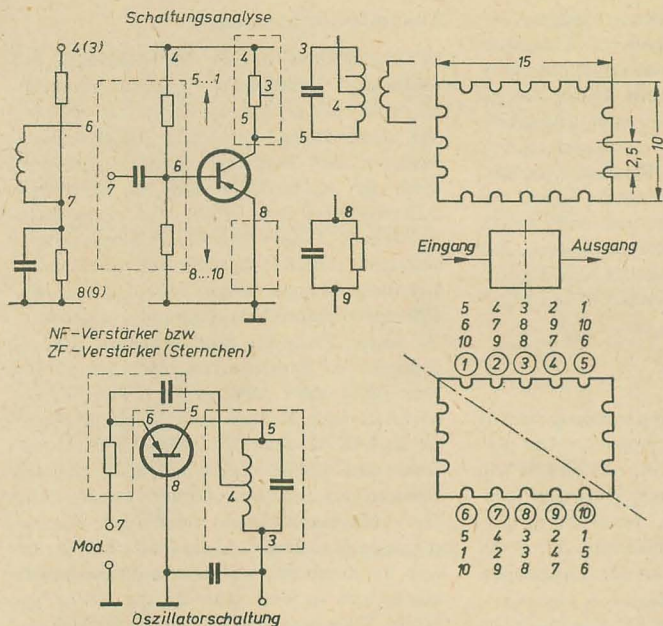 Schaltungsanalyse
4(3)
6
7
8(9)
4
5...1
7
6
8...10
4
3
5
8
3
4
5
8
9
15
10
2,5
Eingang
Ausgang
5 4 3 2 1
6 7 8 9 10
10 9 8 7 6
1 2 3 4 5
6 7 8 9 10
5 4 3 2 1
1 2 3 4 5
10 9 8 7 6
NF-Verstärker bzw.
ZF-Verstärker (Sternchen)
6
5
8
7
Mod.
5
4
3
Oszillatorschaltung